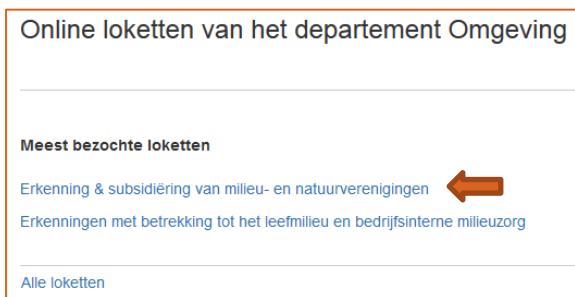 Online loketten van het departement Omgeving
Meest bezochte loketten
Erkenning & subsidiëring van milieu- en natuurverenigingen
Erkenningen met betrekking tot het leefmilieu en bedrijfsinterne milieuzorg
Alle loketten